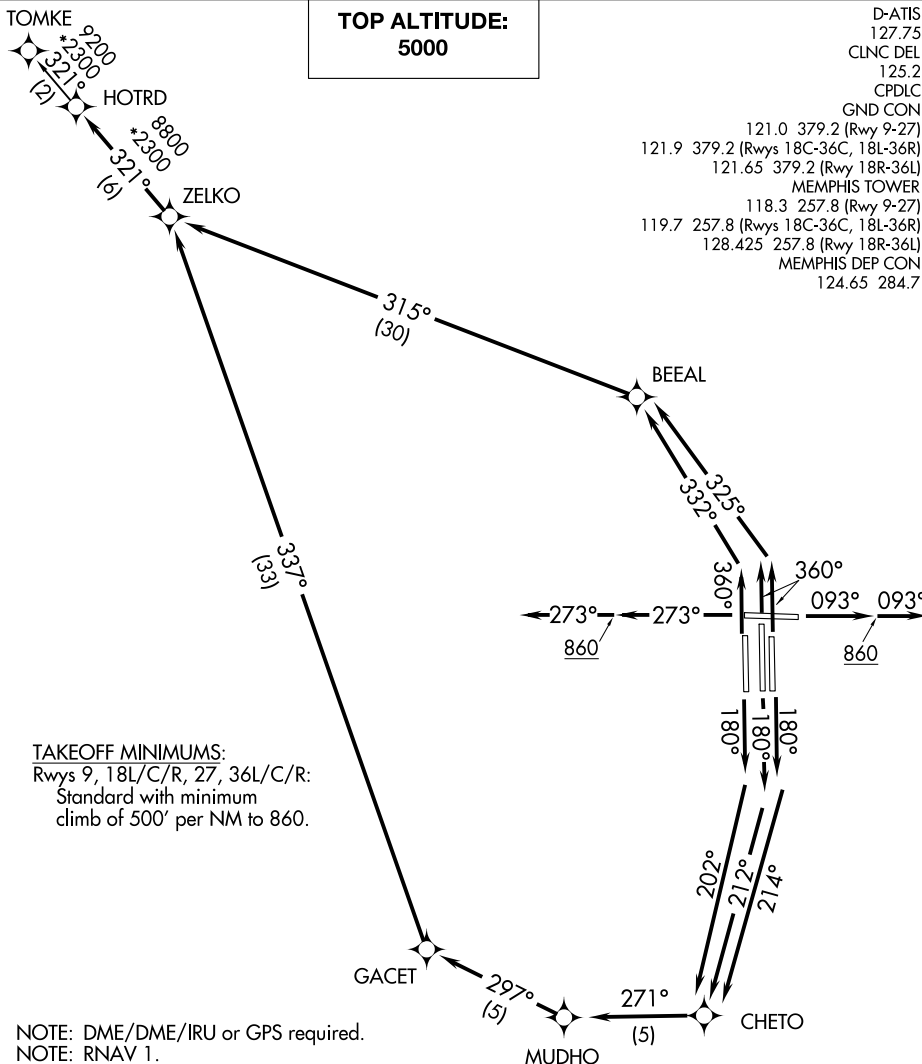 TOMKE
TOP ALTITUDE:
5000
D-ATIS
127.75
CLNC DEL
125.2
CPDLC
GND CON
121.0 379.2 (Rwy 9-27)
121.9 379.2 (Rwys 18C-36C, 18L-36R)
121.65 379.2 (Rwy 18R-36L)
MEMPHIS TOWER
118.3 257.8 (Rwy 9-27)
119.7 257.8 (Rwys 18C-36C, 18L-36R)
128.425 257.8 (Rwy 18R-36L)
MEMPHIS DEP CON
124.65 284.7
9200
*2300
321°
(2)
HOTRD
8800
*2300
321°
(6)
ZELKO
315°
(30)
BEEAL
325°
332°
360°
360°
273°
273°
093°
093°
860
860
337°
(33)
180°
180°
180°
TAKEOFF MINIMUMS:
Rwys 9, 18L/C/R, 27, 36L/C/R:
Standard with minimum
climb of 500' per NM to 860.
202°
212°
214°
GACET
297°
(5)
271°
(5)
CHETO
MUDHO
NOTE: DME/DME/IRU or GPS required.
NOTE: RNAV 1.